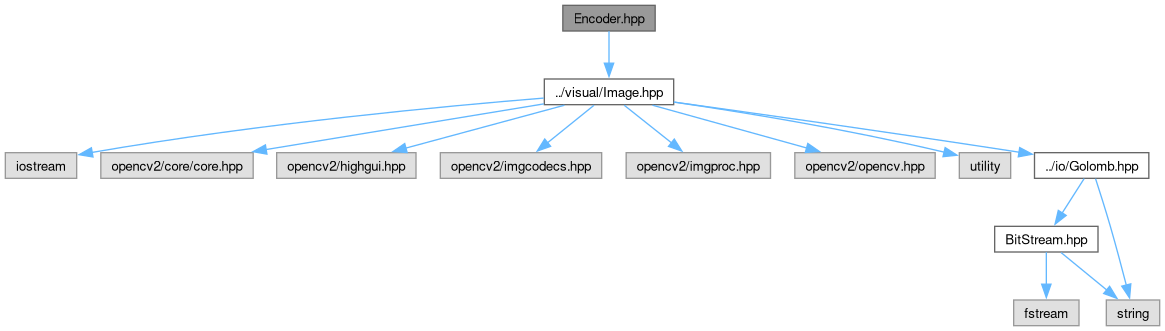 Encoder.hpp
../visual/Image.hpp
iostream
opencv2/core/core.hpp
opencv2/highgui.hpp
opencv2/imgcodecs.hpp
opencv2/imgproc.hpp
opencv2/opencv.hpp
utility
../io/Golomb.hpp
BitStream.hpp
fstream
string